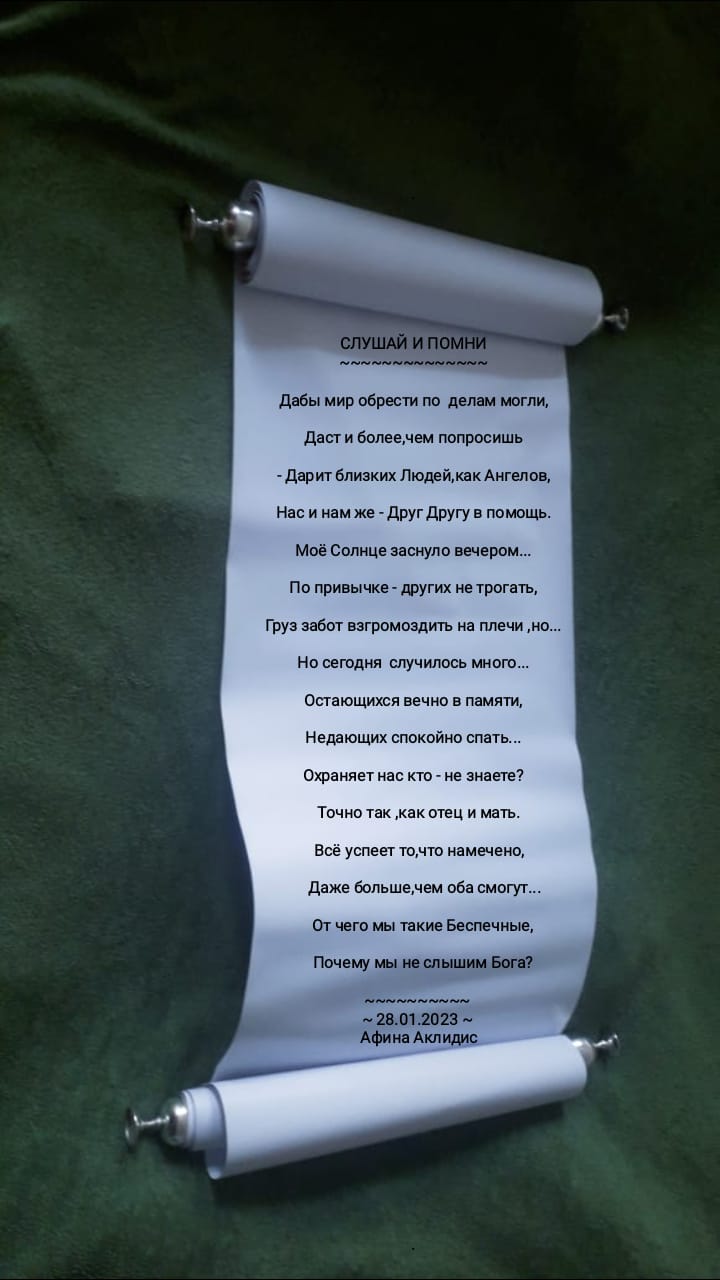 СЛУШАЙ И ПОМНИ
~~~~~~~~~~~~~~
Дабы мир обрести по  делам могли,
Даст и более,чем попросишь
- Дарит близких Людей,как Ангелов,
Нас и нам же - Друг Другу в помощь.
Моё Солнце заснуло вечером...
По привычке - других не трогать,
Груз забот взгромоздить на плечи ,но...
Но сегодня  случилось много...
Остающихся вечно в памяти,
Недающих спокойно спать...
Охраняет нас кто - не знаете?
Точно так ,как отец и мать.
Всё успеет то,что намечено,
Даже больше,чем оба смогут...
От чего мы такие Беспечные,
Почему мы не слышим Бога?
~~~~~~~~~~
~ 28.01.2023 ~
Афина Аклидис